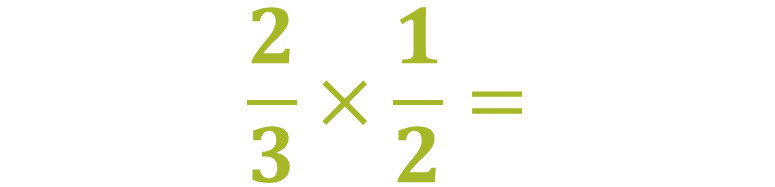 2/3 × 1/2 =